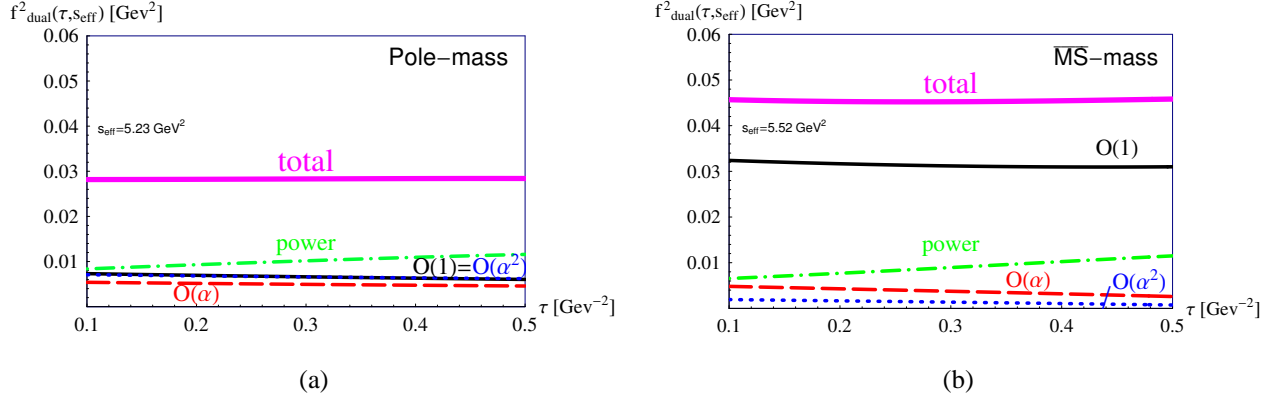 f²dual(τ,seff) [Gev²]
0.06
0.05
0.04
0.03
0.02
0.01
Pole−mass
seff=5.23 GeV²
total
power
O(1)=O(α²)
O(α)
0.1
0.2
0.3
0.4
0.5
τ [Gev⁻²]
(a)
f²dual(τ,seff) [Gev²]
0.06
0.05
0.04
0.03
0.02
0.01
M̅S̅−mass
total
seff=5.52 GeV²
O(1)
power
O(α)
O(α²)
0.1
0.2
0.3
0.4
0.5
τ [Gev⁻²]
(b)